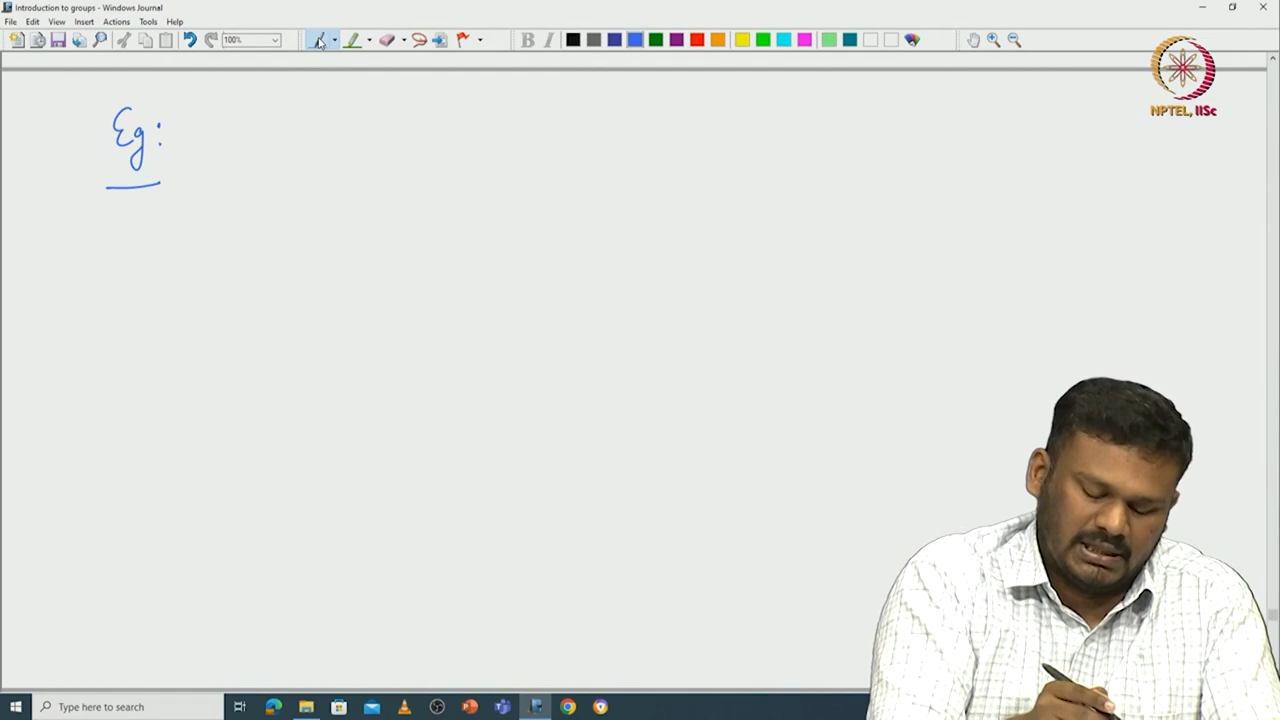 Introduction to groups - Windows Journal
File Edit View Insert Actions Tools Help
100%
B I
NPTEL, IISc
Eg:
Type here to search